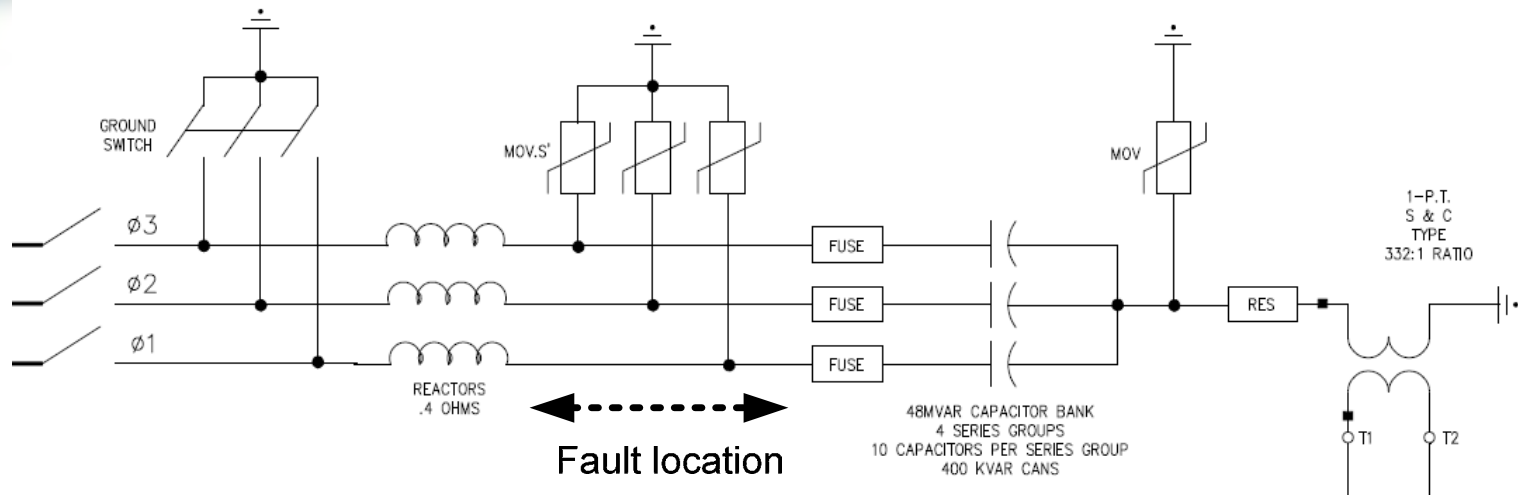 GROUND
SWITCH
MOV.S'
MOV
1-P.T.
S & C
TYPE
332:1 RATIO
ø3
FUSE
ø2
FUSE
RES
ø1
FUSE
REACTORS
.4 OHMS
Fault location
48MVAR CAPACITOR BANK
4 SERIES GROUPS
10 CAPACITORS PER SERIES GROUP
400 KVAR CANS
T1
T2